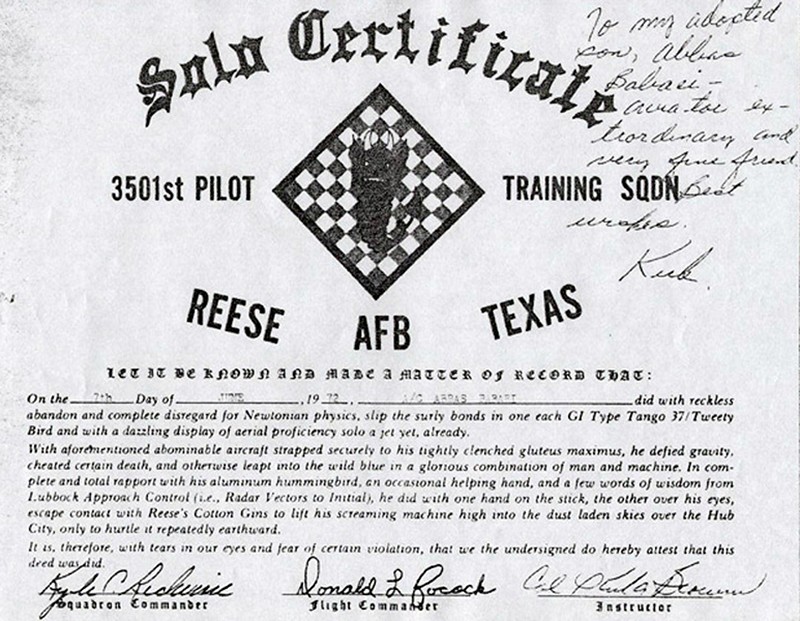 Solo Certificate
To my adopted
son, Abbas
Babasi -
aviator ex-
trordinary and
very fine friend.
Best
wishes.
3501st PILOT TRAINING SQDN
REESE AFB TEXAS
LET IT BE KNOWN AND MADE A MATTER OF RECORD THAT:
On the 7th Day of JUNE, 1972, A/C ABBAS BABAEI did with reckless
abandon and complete disregard for Newtonian physics, slip the surly bonds in one each GI Type Tango 37/Tweety
Bird and with a dazzling display of aerial proficiency solo a jet yet, already.
With aforementioned abominable aircraft strapped securely to his tightly clenched gluteus maximus, he defied gravity,
cheated certain death, and otherwise leapt into the wild blue in a glorious combination of man and machine. In com-
plete and total rapport with his aluminum hummingbird, an occasional helping hand, and a few words of wisdom from
Lubbock Approach Control (i.e., Radar Vectors to Initial), he did with one hand on the stick, the other over his eyes,
escape contact with Reese's Cotton Gins to lift his screaming machine high into the dust laden skies over the Hub
City, only to hurtle it repeatedly earthward.
It is, therefore, with tears in our eyes and fear of certain violation, that we the undersigned do hereby attest that this
deed was did.
Donald L Pocock
Squadron Commander Flight Commander Instructor